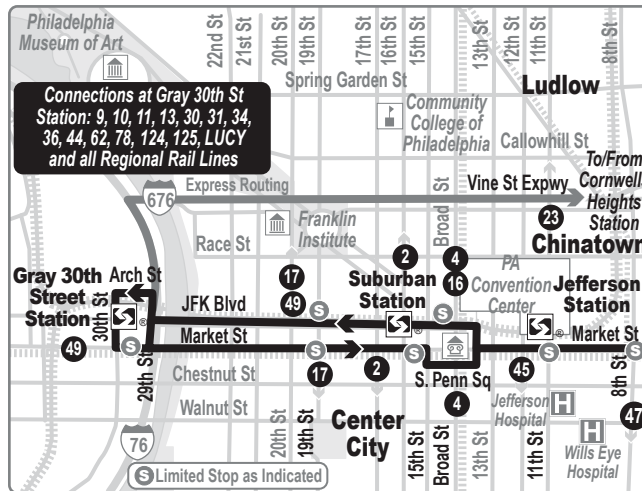 Philadelphia
Museum of Art
22nd St
21st St
20th St
19th St
17th St
16th St
15th St
13th St
12th St
11th St
8th St
Spring Garden St
Ludlow
Connections at Gray 30th St
Station: 9, 10, 11, 13, 30, 31, 34,
36, 44, 62, 78, 124, 125, LUCY
and all Regional Rail Lines
Community
College of
Philadelphia
Callowhill St
To/From
Cornwells
Heights
Station
676
Express Routing
Vine St Expwy
Broad St
23
Franklin
Institute
Chinatown
Race St
2
4
16
PA
Convention
Center
Gray 30th
Street
Station
Arch St
17
49
Suburban
Station
Jefferson
Station
30th St
JFK Blvd
S
S
®
®
®
49
S
Market St
S
S
S
Market St
S
29th St
Chestnut St
17
2
S. Penn Sq
45
8th St
Walnut St
4
Jefferson
Hospital
H
47
20th St
19th St
Center
City
15th St
Broad St
13th St
11th St
H
Wills Eye
Hospital
76
S Limited Stop as Indicated